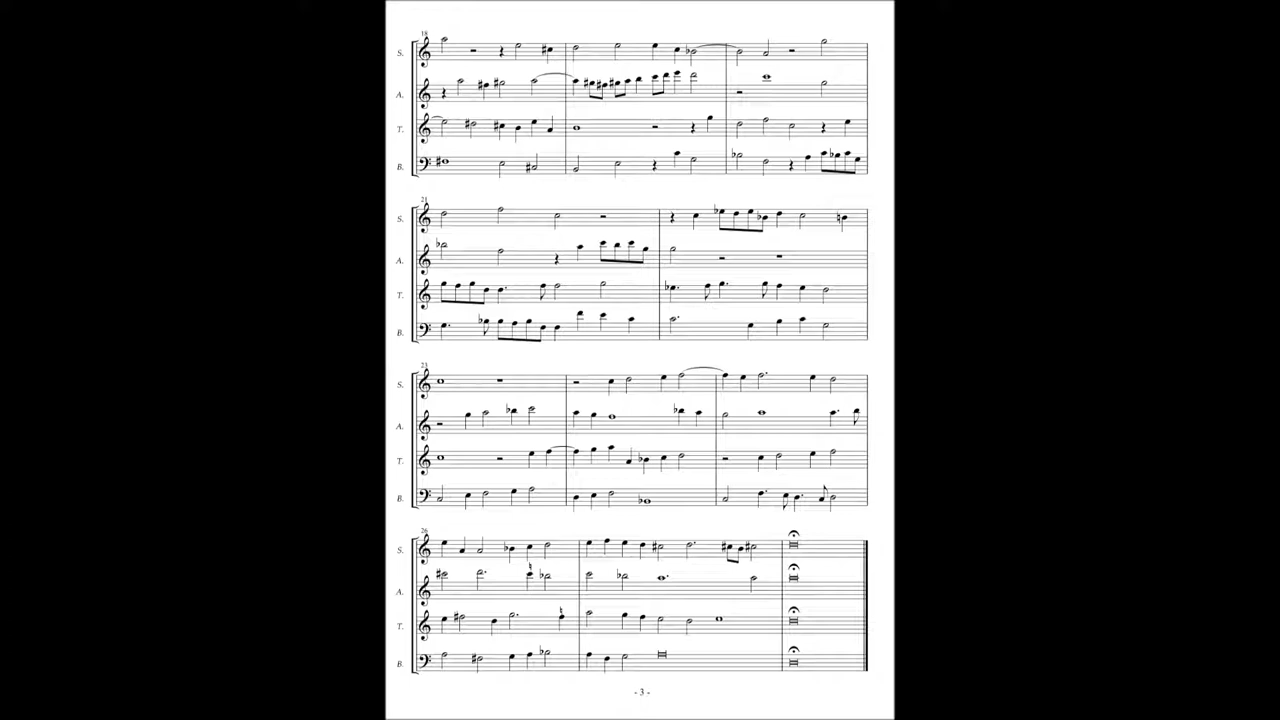 18
S.
A.
T.
B.
21
S.
A.
T.
B.
23
S.
A.
T.
B.
26
S.
A.
T.
B.
- 3 -